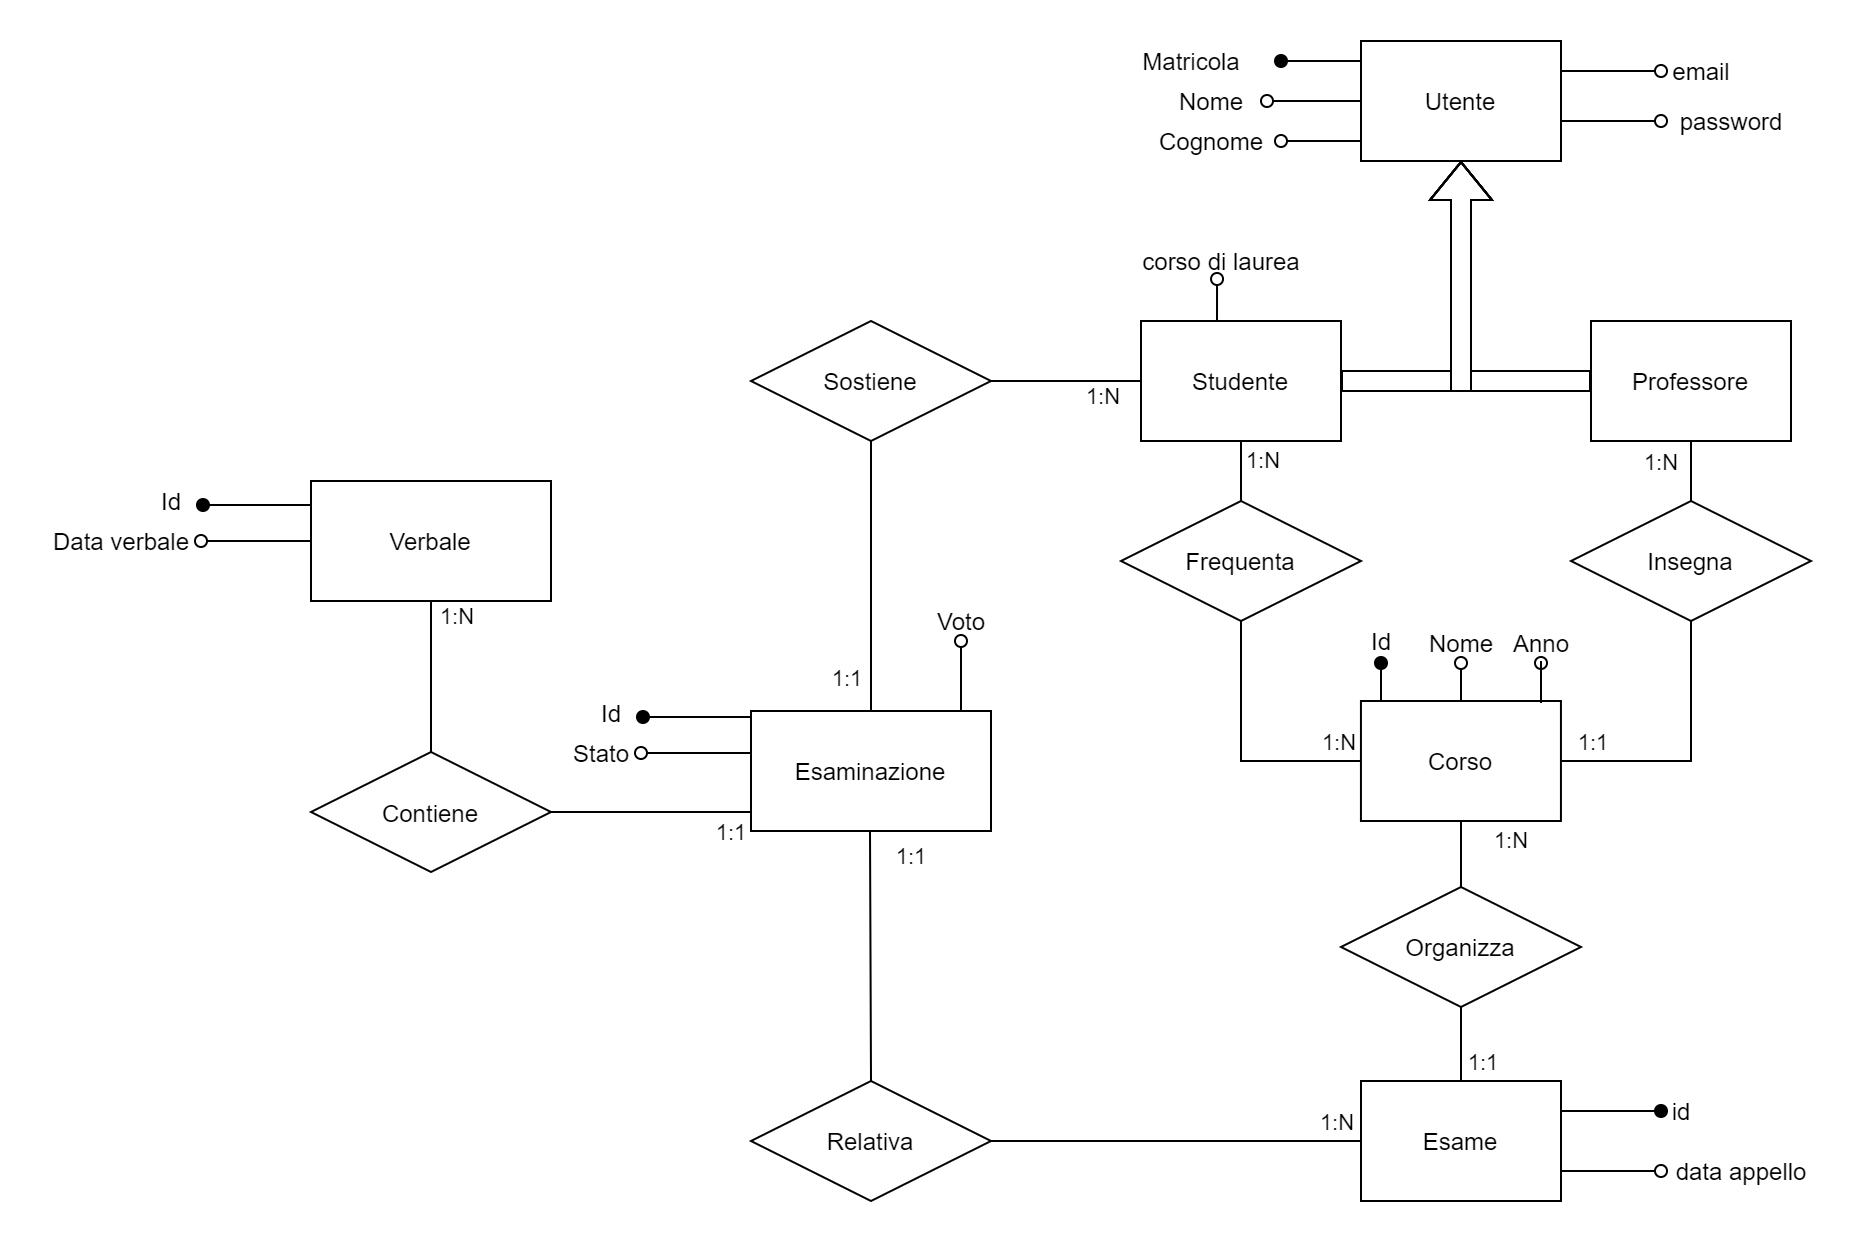 Matricola
email
Nome
Utente
password
Cognome
corso di laurea
Sostiene
Studente
Professore
1:N
1:N
1:N
Id
Data verbale
Verbale
Frequenta
Insegna
1:N
Voto
Id
Nome
Anno
1:1
Id
Stato
Esaminazione
1:N
1:1
Corso
Contiene
1:1
1:1
1:N
Organizza
1:1
id
1:N
Relativa
Esame
data appello